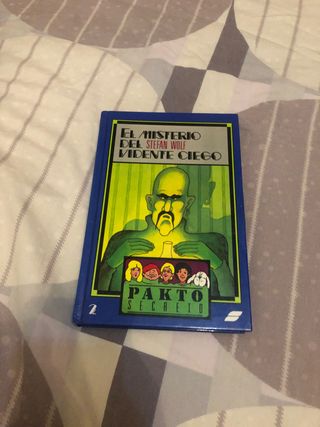 EL MISTERIO
DEL STEFAN WOLF
VIDENTE CIEGO
PAKTO
SECRETO
2